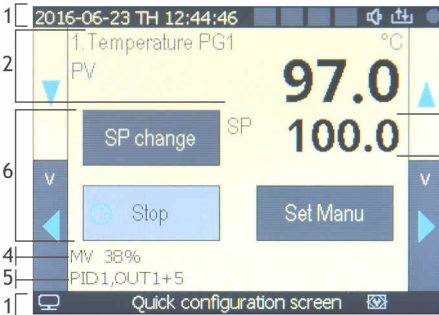 1
2016-06-23 TH 12:44:46
1.Temperature PG1 °C
2
PV 97.0
SP 100.0
6
SP change
V V
Stop Set Manu
4 MV 38%
5 PID1,OUT1+5
1 Quick configuration screen